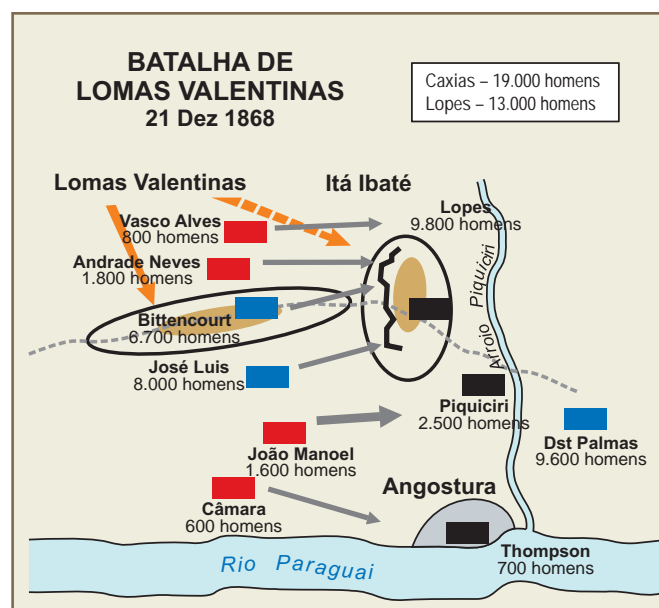 BATALHA DE
LOMAS VALENTINAS
21 Dez 1868
Caxias – 19.000 homens
Lopes – 13.000 homens
Lomas Valentinas
Itá Ibaté
Vasco Alves
800 homens
Lopes
9.800 homens
Andrade Neves
1.800 homens
Arroio Piquiciri
Bittencourt
6.700 homens
José Luis
8.000 homens
Piquiciri
2.500 homens
Dst Palmas
9.600 homens
João Manoel
1.600 homens
Angostura
Câmara
600 homens
Thompson
700 homens
Rio Paraguai